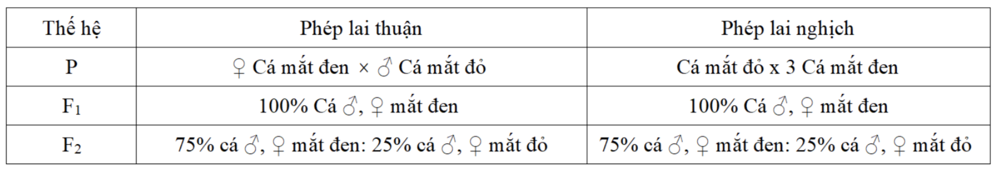 Thế hệ Phép lai thuận Phép lai nghịch
P ♀ Cá mắt đen × ♂ Cá mắt đỏ Cá mắt đỏ x 3 Cá mắt đen
F₁ 100% Cá ♂, ♀ mắt đen 100% Cá ♂, ♀ mắt đen
F₂ 75% cá ♂, ♀ mắt đen: 25% cá ♂, ♀ mắt đỏ 75% cá ♂, ♀ mắt đen: 25% cá ♂, ♀ mắt đỏ